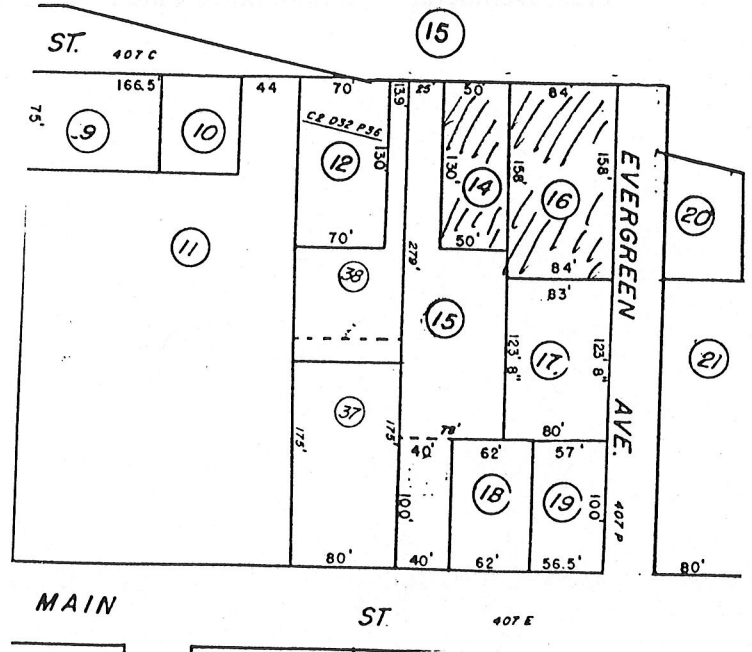 15
ST. 407 C
166.5' 44 70' 13.9' 25' 50' 84'
75' 9 10 C2 D32 P36
12 130' 130' 14 158' 16 158'
EVERGREEN AVE. 407 P
20
11 70' 50' 84'
38 279' 83'
15 123' 8" 17. 123' 8" 21
37
175' 175' 78' 80'
40' 62' 57'
100' 18 19 100'
80' 40' 62' 56.5' 80'
MAIN ST. 407 E